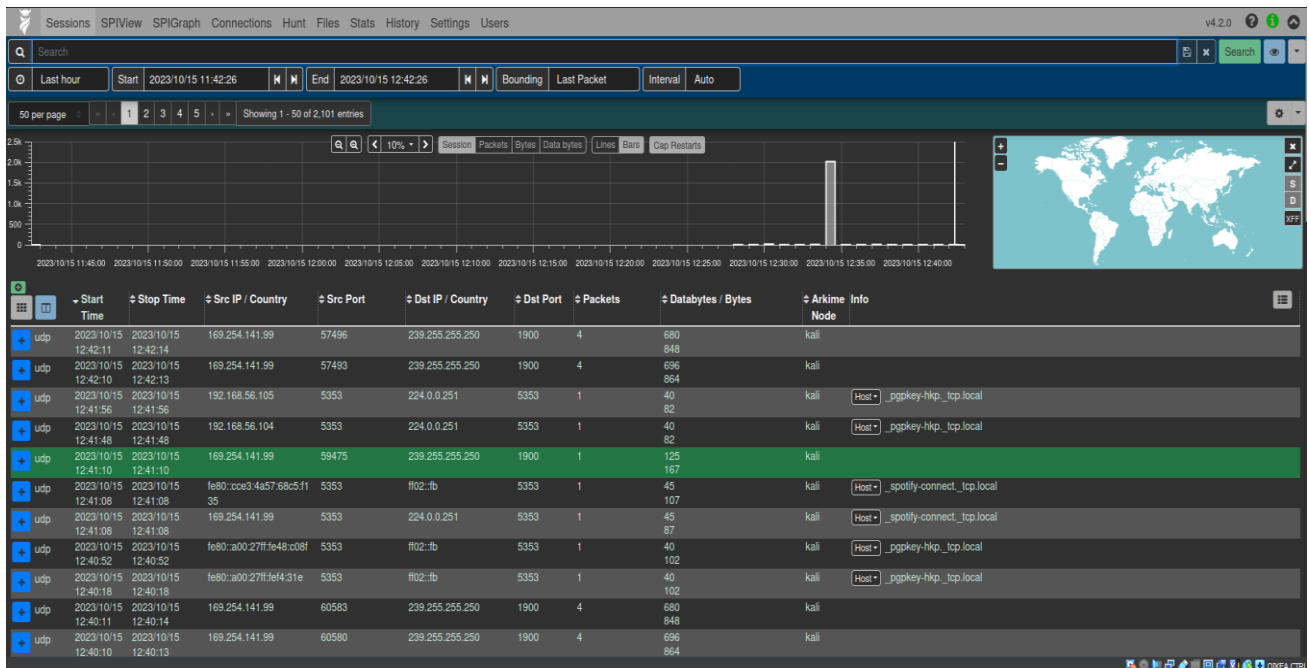 Sessions SPIView SPIGraph Connections Hunt Files Stats History Settings Users v4.2.0
Search Search
Last hour Start 2023/10/15 11:42:26 End 2023/10/15 12:42:26 Bounding Last Packet Interval Auto
50 per page « ‹ 1 2 3 4 5 › » Showing 1 - 50 of 2,101 entries
10% Session Packets Bytes Data bytes Lines Bars Cap Restarts
2.5k
2.0k
1.5k
1.0k
500
0
+
−
x
S
D
XFF
2023/10/15 11:45:00 2023/10/15 11:50:00 2023/10/15 11:55:00 2023/10/15 12:00:00 2023/10/15 12:05:00 2023/10/15 12:10:00 2023/10/15 12:15:00 2023/10/15 12:20:00 2023/10/15 12:25:00 2023/10/15 12:30:00 2023/10/15 12:35:00 2023/10/15 12:40:00
Start Time Stop Time Src IP / Country Src Port Dst IP / Country Dst Port Packets Databytes / Bytes Arkime Node Info
+ udp 2023/10/15 2023/10/15 169.254.141.99 57496 239.255.255.250 1900 4 680 kali
12:42:11 12:42:14 848
+ udp 2023/10/15 2023/10/15 169.254.141.99 57493 239.255.255.250 1900 4 696 kali
12:42:10 12:42:13 864
+ udp 2023/10/15 2023/10/15 192.168.56.105 5353 224.0.0.251 5353 1 40 kali Host _pgpkey-hkp._tcp.local
12:41:56 12:41:56 82
+ udp 2023/10/15 2023/10/15 192.168.56.104 5353 224.0.0.251 5353 1 40 kali Host _pgpkey-hkp._tcp.local
12:41:48 12:41:48 82
+ udp 2023/10/15 2023/10/15 169.254.141.99 59475 239.255.255.250 1900 1 125 kali
12:41:10 12:41:10 167
+ udp 2023/10/15 2023/10/15 fe80::cce3:4a57:68c5:f1 5353 ff02::fb 5353 1 45 kali Host _spotify-connect._tcp.local
12:41:08 12:41:08 35 107
+ udp 2023/10/15 2023/10/15 169.254.141.99 5353 224.0.0.251 5353 1 45 kali Host _spotify-connect._tcp.local
12:41:08 12:41:08 87
+ udp 2023/10/15 2023/10/15 fe80::a00:27ff:fe48:c08f 5353 ff02::fb 5353 1 40 kali Host _pgpkey-hkp._tcp.local
12:40:52 12:40:52 102
+ udp 2023/10/15 2023/10/15 fe80::a00:27ff:fef4:31e 5353 ff02::fb 5353 1 40 kali Host _pgpkey-hkp._tcp.local
12:40:18 12:40:18 102
+ udp 2023/10/15 2023/10/15 169.254.141.99 60583 239.255.255.250 1900 4 680 kali
12:40:11 12:40:14 848
+ udp 2023/10/15 2023/10/15 169.254.141.99 60580 239.255.255.250 1900 4 696 kali
12:40:10 12:40:13 864